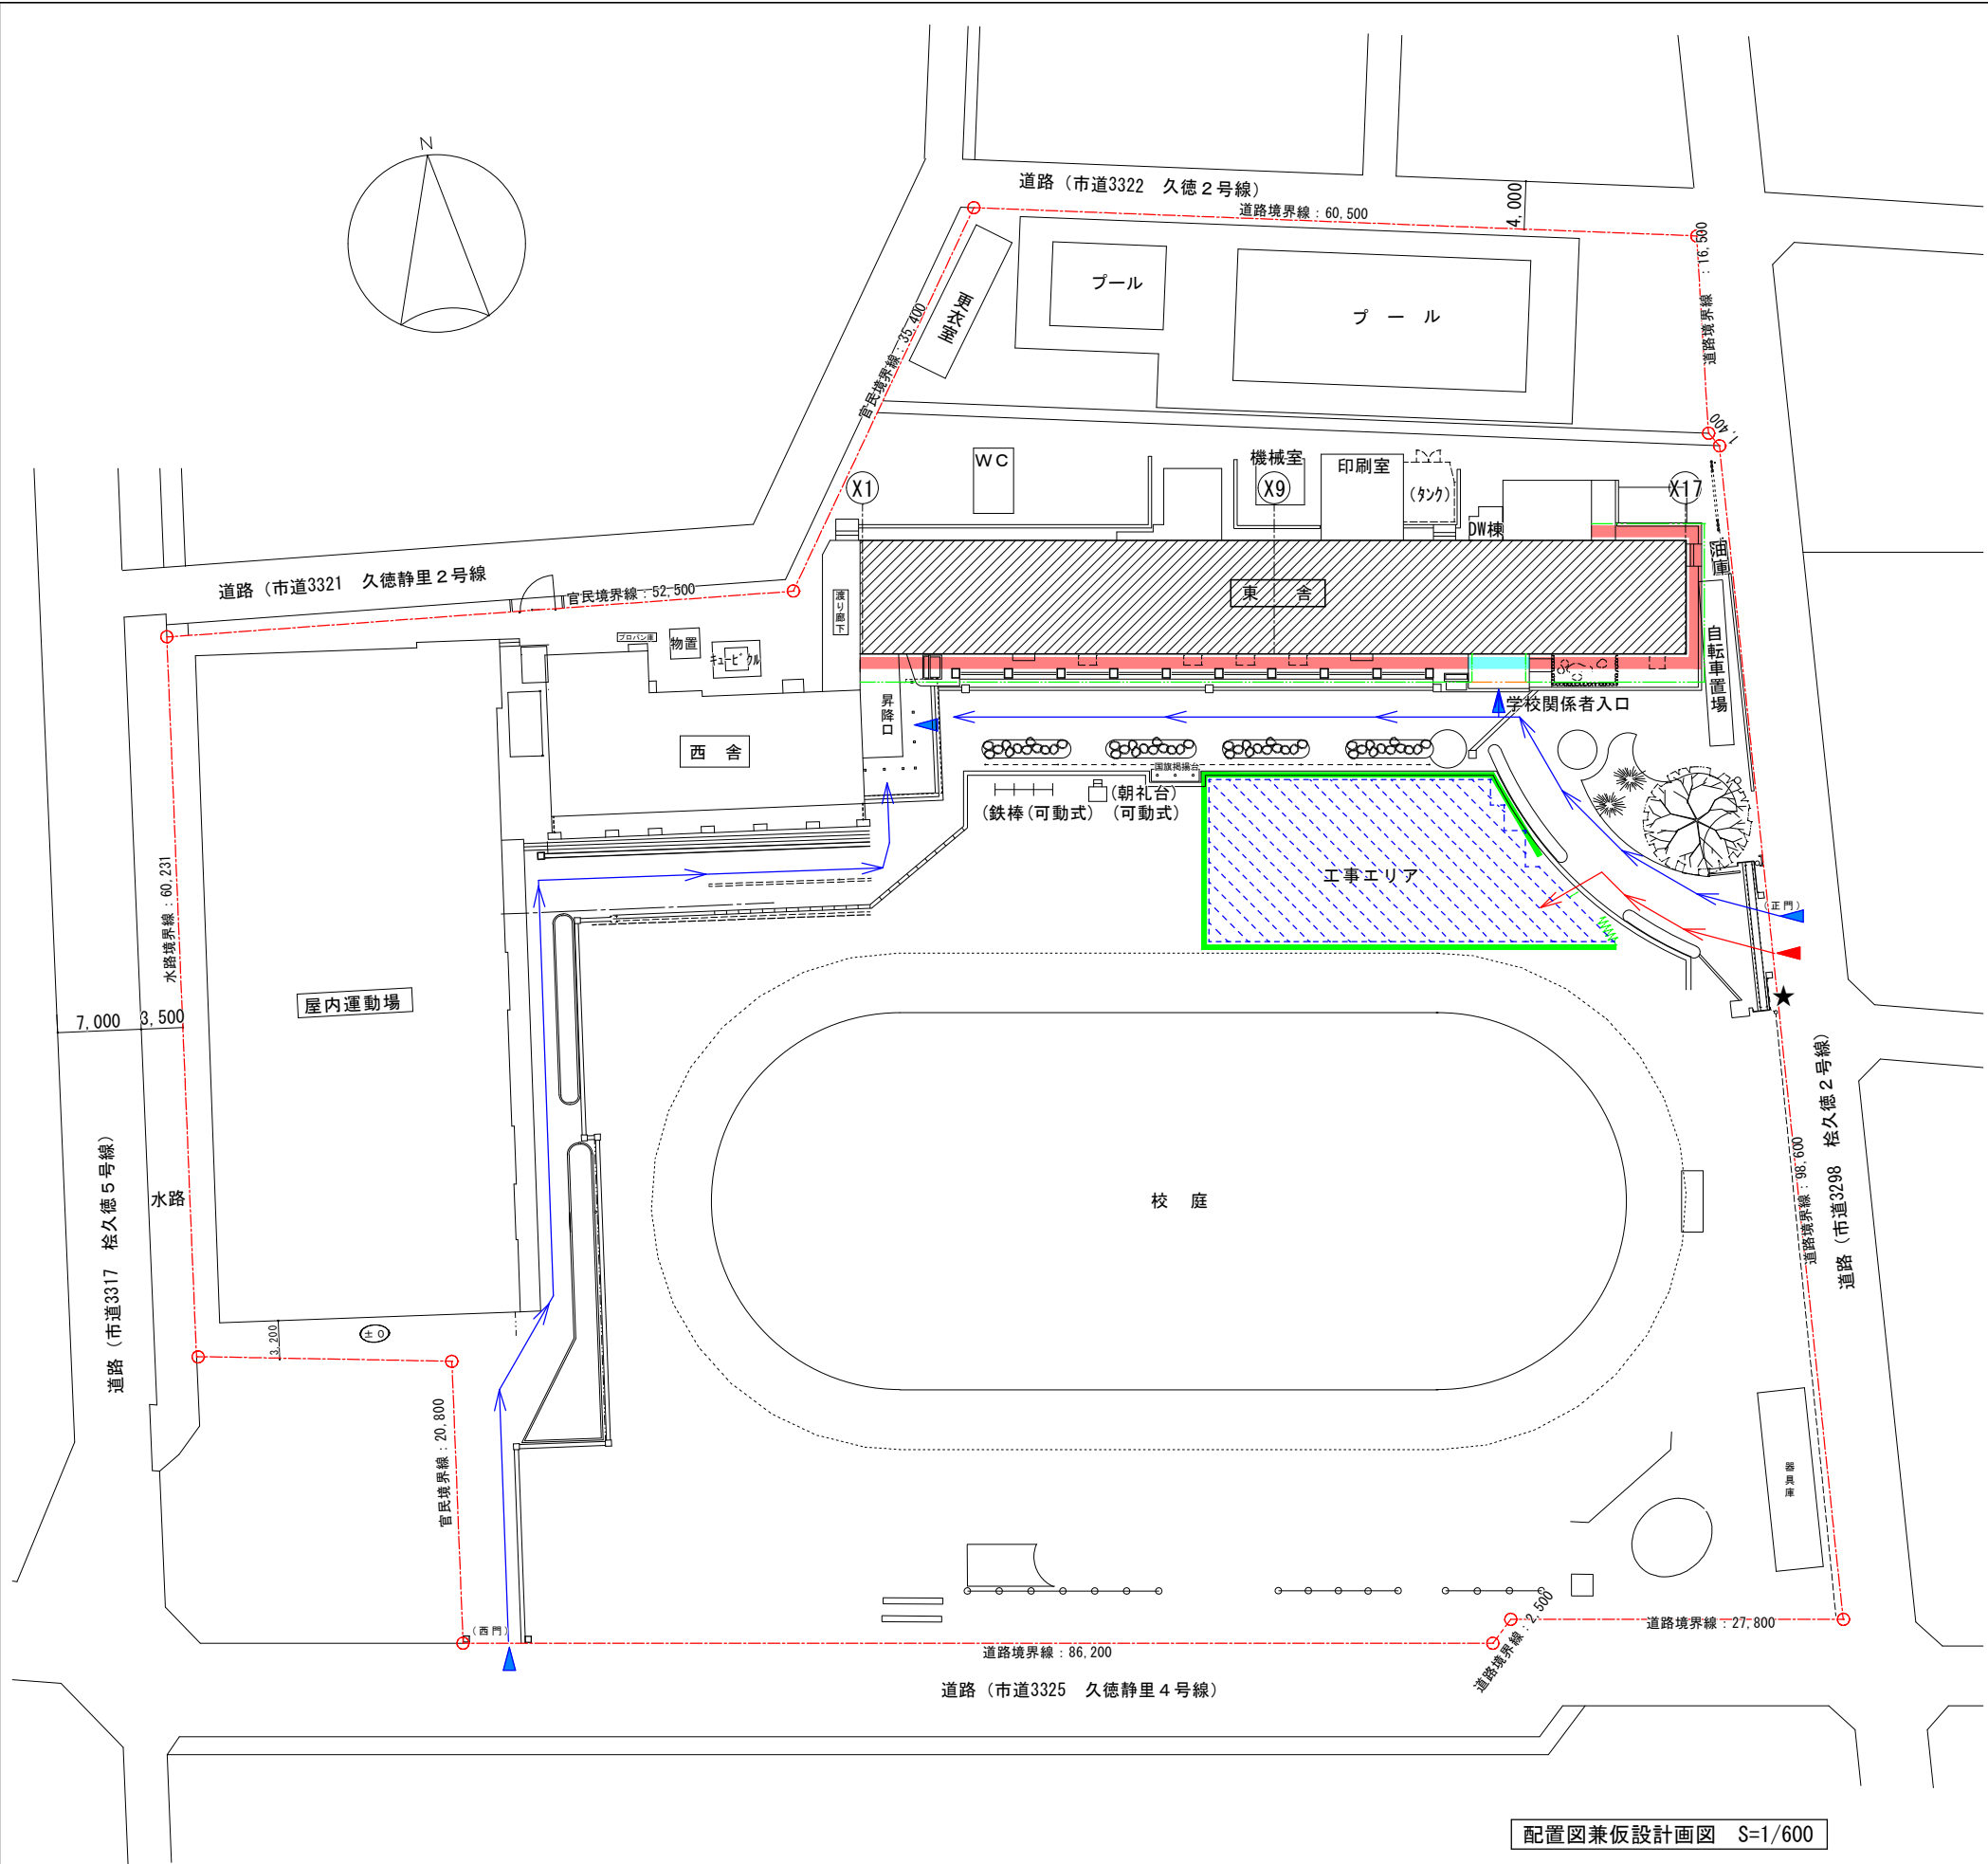 N
道路（市道3322　久徳２号線）
道路境界線：60,500
4,000
道路境界線：16,500
1,400
プール
プ　ー　ル
更衣室
官民境界線：35,400
WC
機械室
印刷室
(ﾀﾝｸ)
X1
X9
X17
DW棟
油庫
道路（市道3321　久徳静里２号線
官民境界線：52,500
東　舎
渡り廊下
プロパン庫
物置
ｷｭｰﾋﾞｸﾙ
自転車置場
昇降口
学校関係者入口
西　舎
国旗掲揚台
(鉄棒(可動式)
(朝礼台)
(可動式)
工事エリア
(正門)
★
水路境界線：60,231
屋内運動場
7,000
3,500
道路（市道3317　桧久徳５号線）
水路
校　庭
道路境界線：98,600
道路（市道3298　桧久徳２号線）
3,200
±0
官民境界線：20,800
器具庫
(西門)
道路境界線：86,200
道路境界線：2,500
道路境界線：27,800
道路（市道3325　久徳静里４号線）
配置図兼仮設計画図　S=1/600